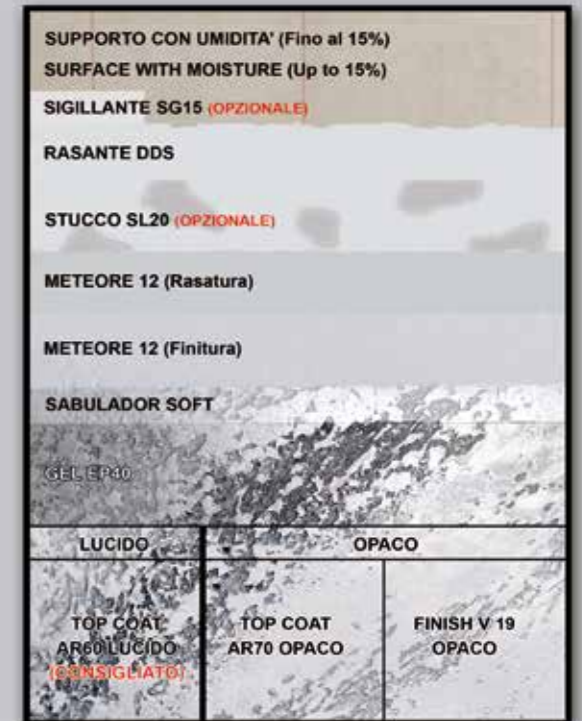 SUPPORTO CON UMIDITA' (Fino al 15%)
SURFACE WITH MOISTURE (Up to 15%)
SIGILLANTE SG15 (OPZIONALE)
RASANTE DDS
STUCCO SL20 (OPZIONALE)
METEORE 12 (Rasatura)
METEORE 12 (Finitura)
SABULADOR SOFT
GEL EP40
LUCIDO
OPACO
TOP COAT
AR60 LUCIDO
(CONSIGLIATO)
TOP COAT
AR70 OPACO
FINISH V 19
OPACO